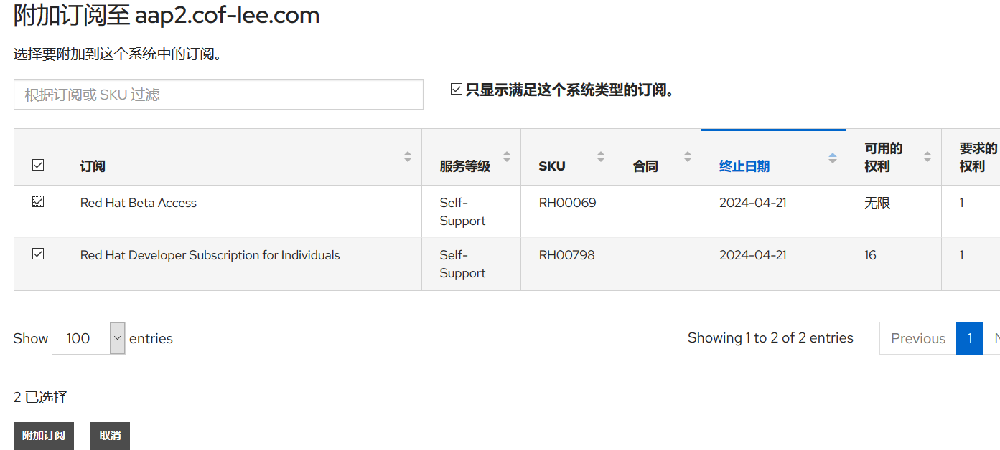 附加订阅至 aap2.cof-lee.com
选择要附加到这个系统中的订阅。
根据订阅或 SKU 过滤
只显示满足这个系统类型的订阅。
订阅 服务等级 SKU 合同 终止日期 可用的权利 要求的权利
Red Hat Beta Access Self-Support RH00069 2024-04-21 无限 1
Red Hat Developer Subscription for Individuals Self-Support RH00798 2024-04-21 16 1
Show 100 entries Showing 1 to 2 of 2 entries Previous 1 N
2 已选择
附加订阅 取消